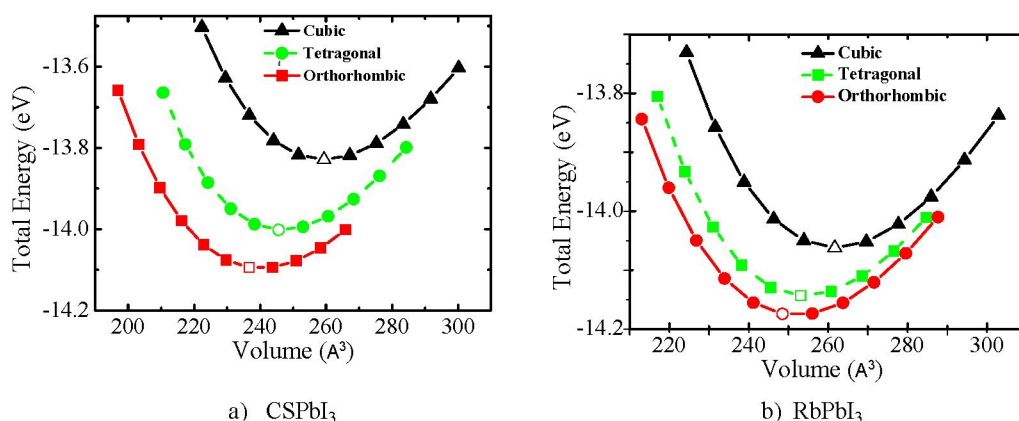 Cubic
Tetragonal
Orthorhombic
-13.6
-13.8
-14.0
-14.2
Total Energy (eV)
200 220 240 260 280 300
Volume (A³)
a) CSPbI₃
Cubic
Tetragonal
Orthorhombic
-13.8
-14.0
-14.2
Total Energy (eV)
220 240 260 280 300
Volume (A³)
b) RbPbI₃